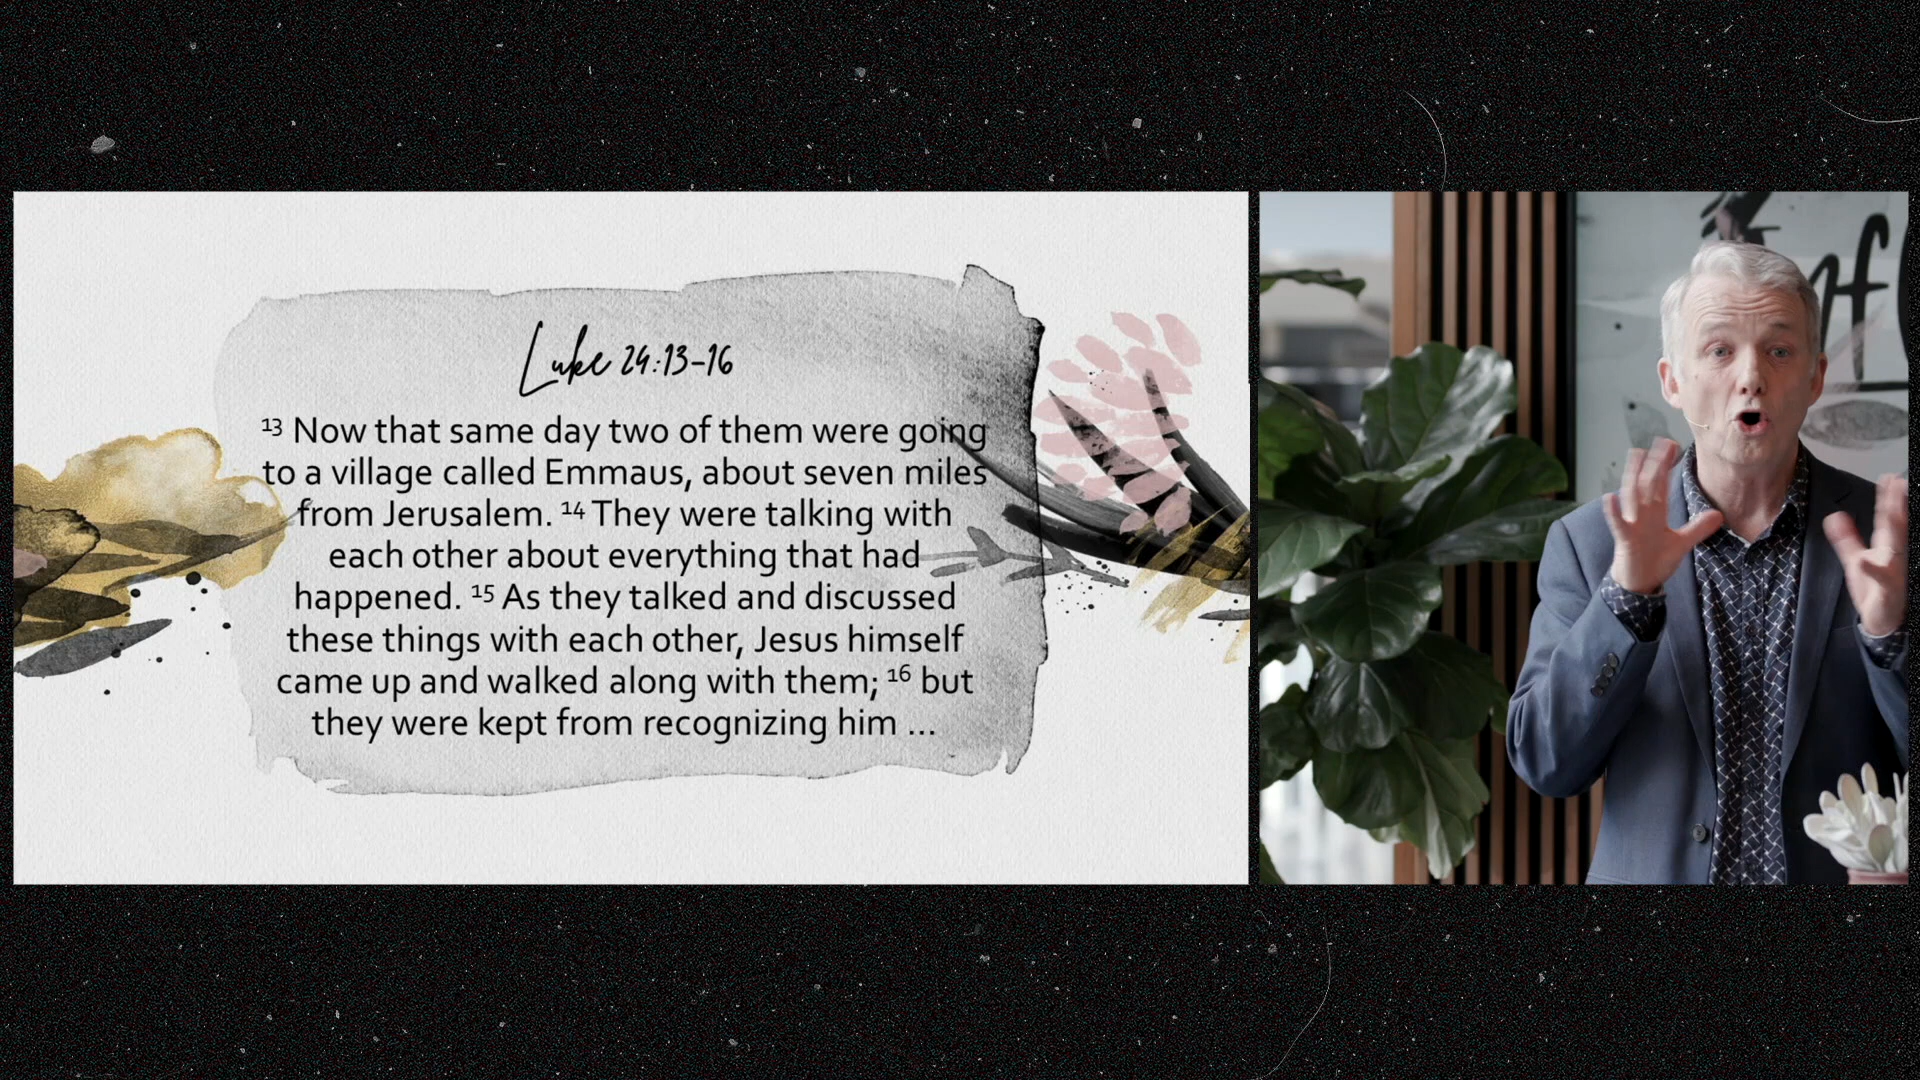 Luke 24:13-16
13 Now that same day two of them were going
to a village called Emmaus, about seven miles
from Jerusalem. 14 They were talking with
each other about everything that had
happened. 15 As they talked and discussed
these things with each other, Jesus himself
came up and walked along with them; 16 but
they were kept from recognizing him ...